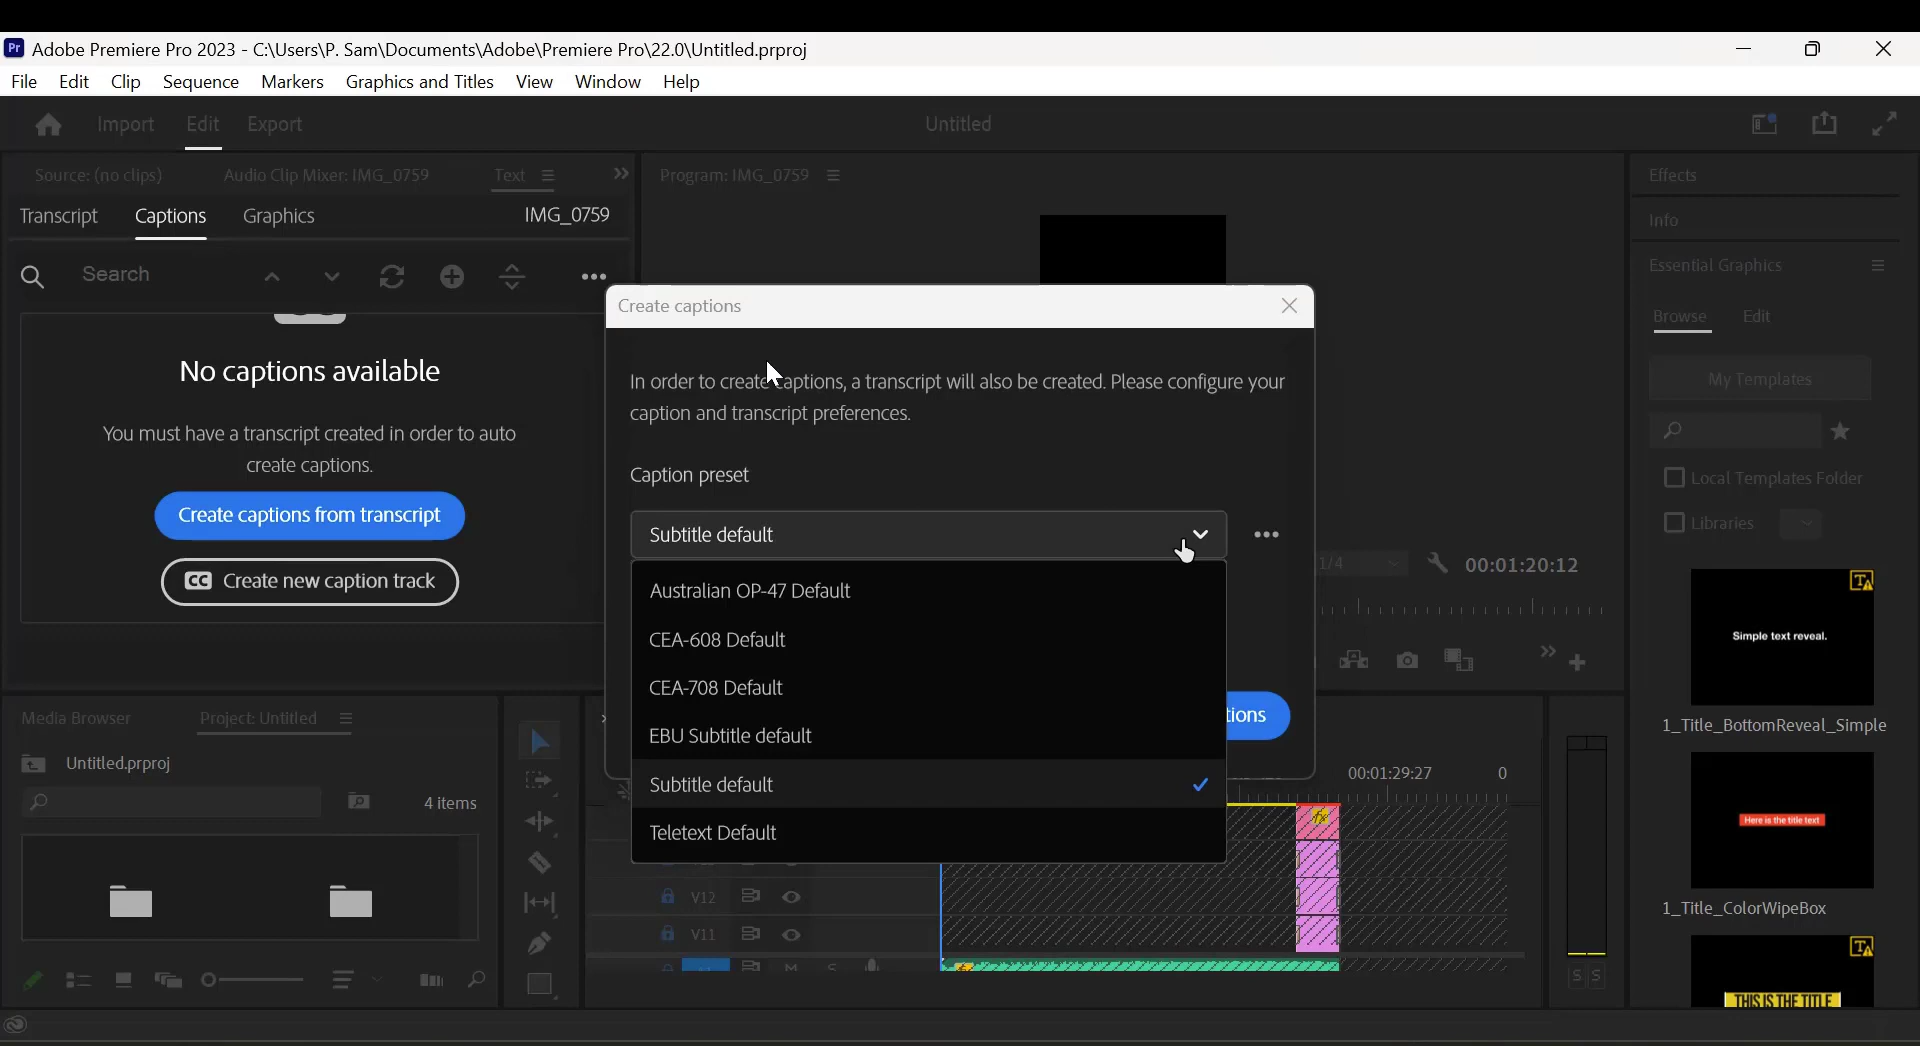 Pr Adobe Premiere Pro 2023 - C:\Users\P. Sam\Documents\Adobe\Premiere Pro\22.0\Untitled.prproj
File Edit Clip Sequence Markers Graphics and Titles View Window Help
Import Edit Export Untitled
Source: (no clips) Audio Clip Mixer: IMG_0759 Text Program: IMG_0759 Effects
Transcript Captions Graphics IMG_0759 Info
Search
Essential Graphics
Browse Edit
Create captions
No captions available
You must have a transcript created in order to auto
create captions.
Create captions from transcript
CC Create new caption track
In order to create captions, a transcript will also be created. Please configure your
caption and transcript preferences.
Caption preset
Subtitle default
Australian OP-47 Default
CEA-608 Default
CEA-708 Default
EBU Subtitle default
Subtitle default
Teletext Default
tions
My Templates
Local Templates Folder
Libraries
1/4 00:01:20:12
Simple text reveal.
1_Title_BottomReveal_Simple
Here is the title text
1_Title_ColorWipeBox
THIS IS THE TITLE
Media Browser Project: Untitled
Untitled.prproj
4 items
00:01:29:27 0
fx
V12
V11
M S
S S